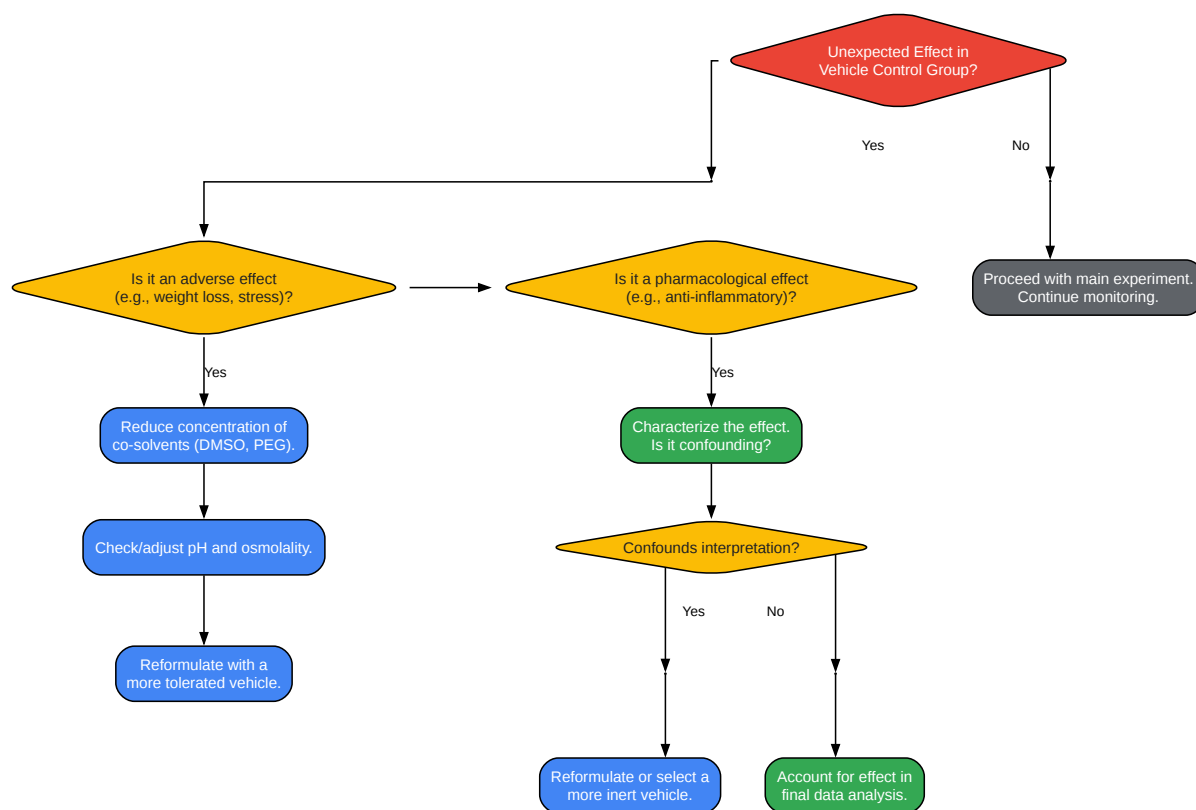 Unexpected Effect in
Vehicle Control Group?
Yes
No
Is it an adverse effect
(e.g., weight loss, stress)?
Is it a pharmacological effect
(e.g., anti-inflammatory)?
Proceed with main experiment.
Continue monitoring.
Yes
Yes
Reduce concentration of
co-solvents (DMSO, PEG).
Characterize the effect.
Is it confounding?
Check/adjust pH and osmolality.
Confounds interpretation?
Yes
No
Reformulate with a
more tolerated vehicle.
Reformulate or select a
more inert vehicle.
Account for effect in
final data analysis.